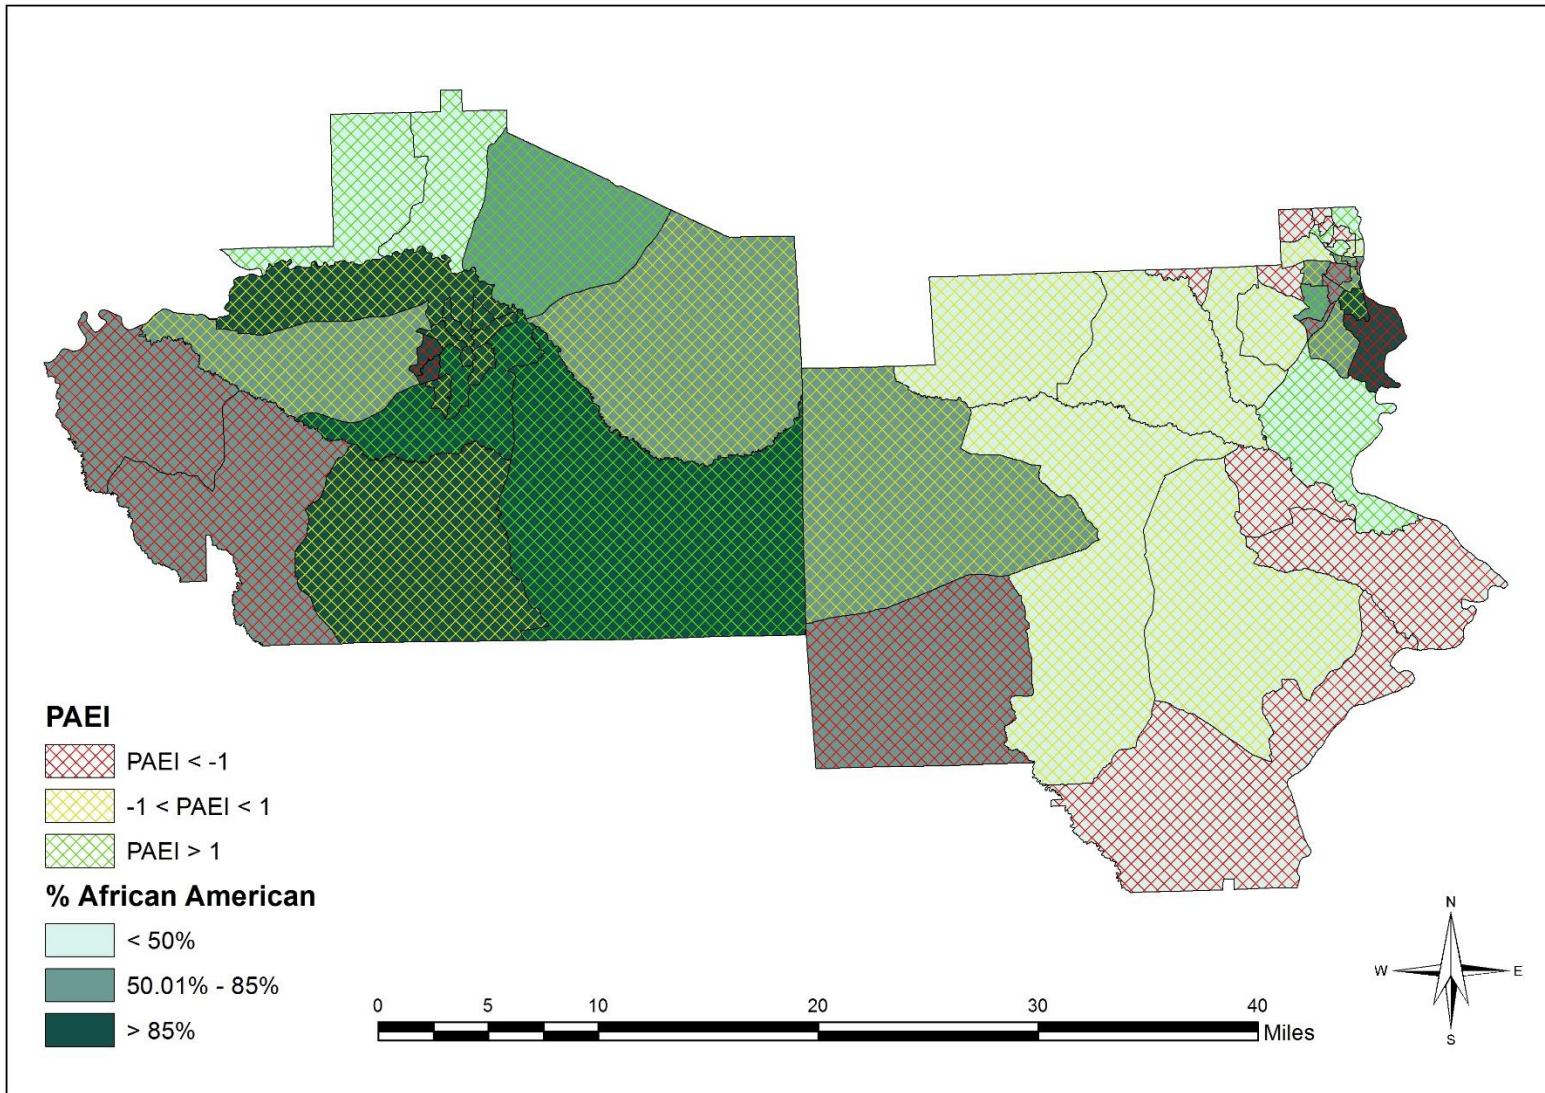 PAEI
PAEI < -1
-1 < PAEI < 1
PAEI > 1
% African American
< 50%
50.01% - 85%
> 85%
0 5 10 20 30 40
Miles
N
W E
S